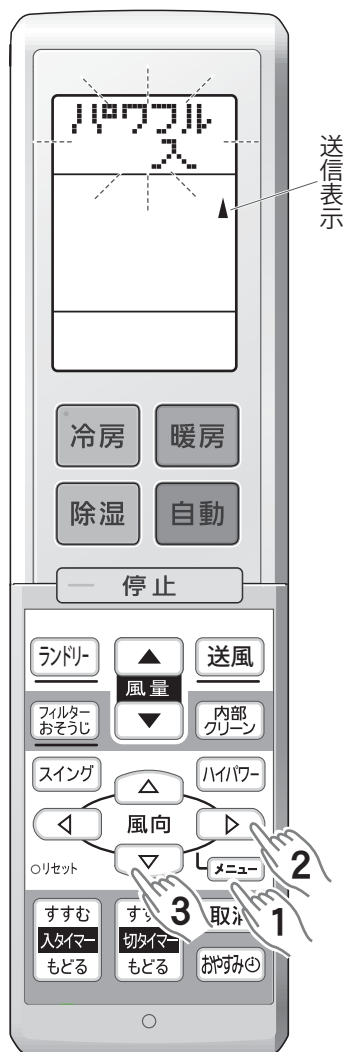 パワフル
ス
送信表示
冷房
暖房
除湿
自動
停止
ランドリー
▲
風量
▼
送風
フィルター
おそうじ
内部
クリーン
スイング
ハイパワー
風向
リセット
メニュー
2
3
1
すすむ
入タイマー
もどる
すす
切タイマー
もどる
取
おやすみ